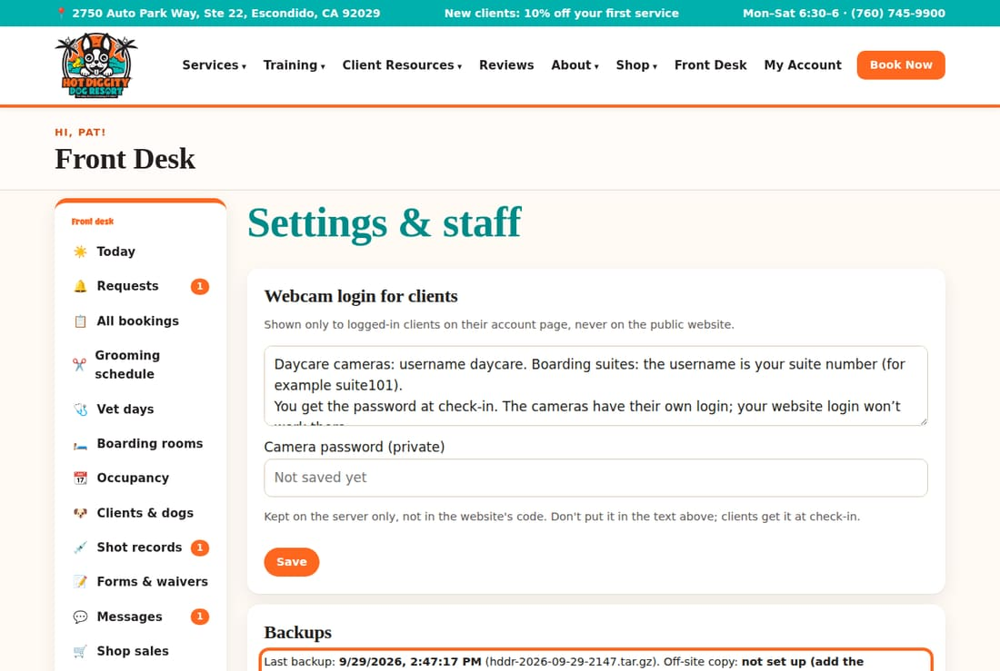 2750 Auto Park Way, Ste 22, Escondido, CA 92029
New clients: 10% off your first service
Mon–Sat 6:30–6 · (760) 745-9900
HOT DIGGITY
DOG RESORT
Services ▾
Training ▾
Client Resources ▾
Reviews
About ▾
Shop ▾
Front Desk
My Account
Book Now
HI, PAT!
Front Desk
Front desk
Today
Requests 1
All bookings
Grooming
schedule
Vet days
Boarding rooms
Occupancy
Clients & dogs
Shot records 1
Forms & waivers
Messages 1
Shop sales
Settings & staff
Webcam login for clients
Shown only to logged-in clients on their account page, never on the public website.
Daycare cameras: username daycare. Boarding suites: the username is your suite number (for
example suite101).
You get the password at check-in. The cameras have their own login; your website login won’t
work there.
Camera password (private)
Not saved yet
Kept on the server only, not in the website's code. Don't put it in the text above; clients get it at check-in.
Save
Backups
Last backup: 9/29/2026, 2:47:17 PM (hddr-2026-09-29-2147.tar.gz). Off-site copy: not set up (add the